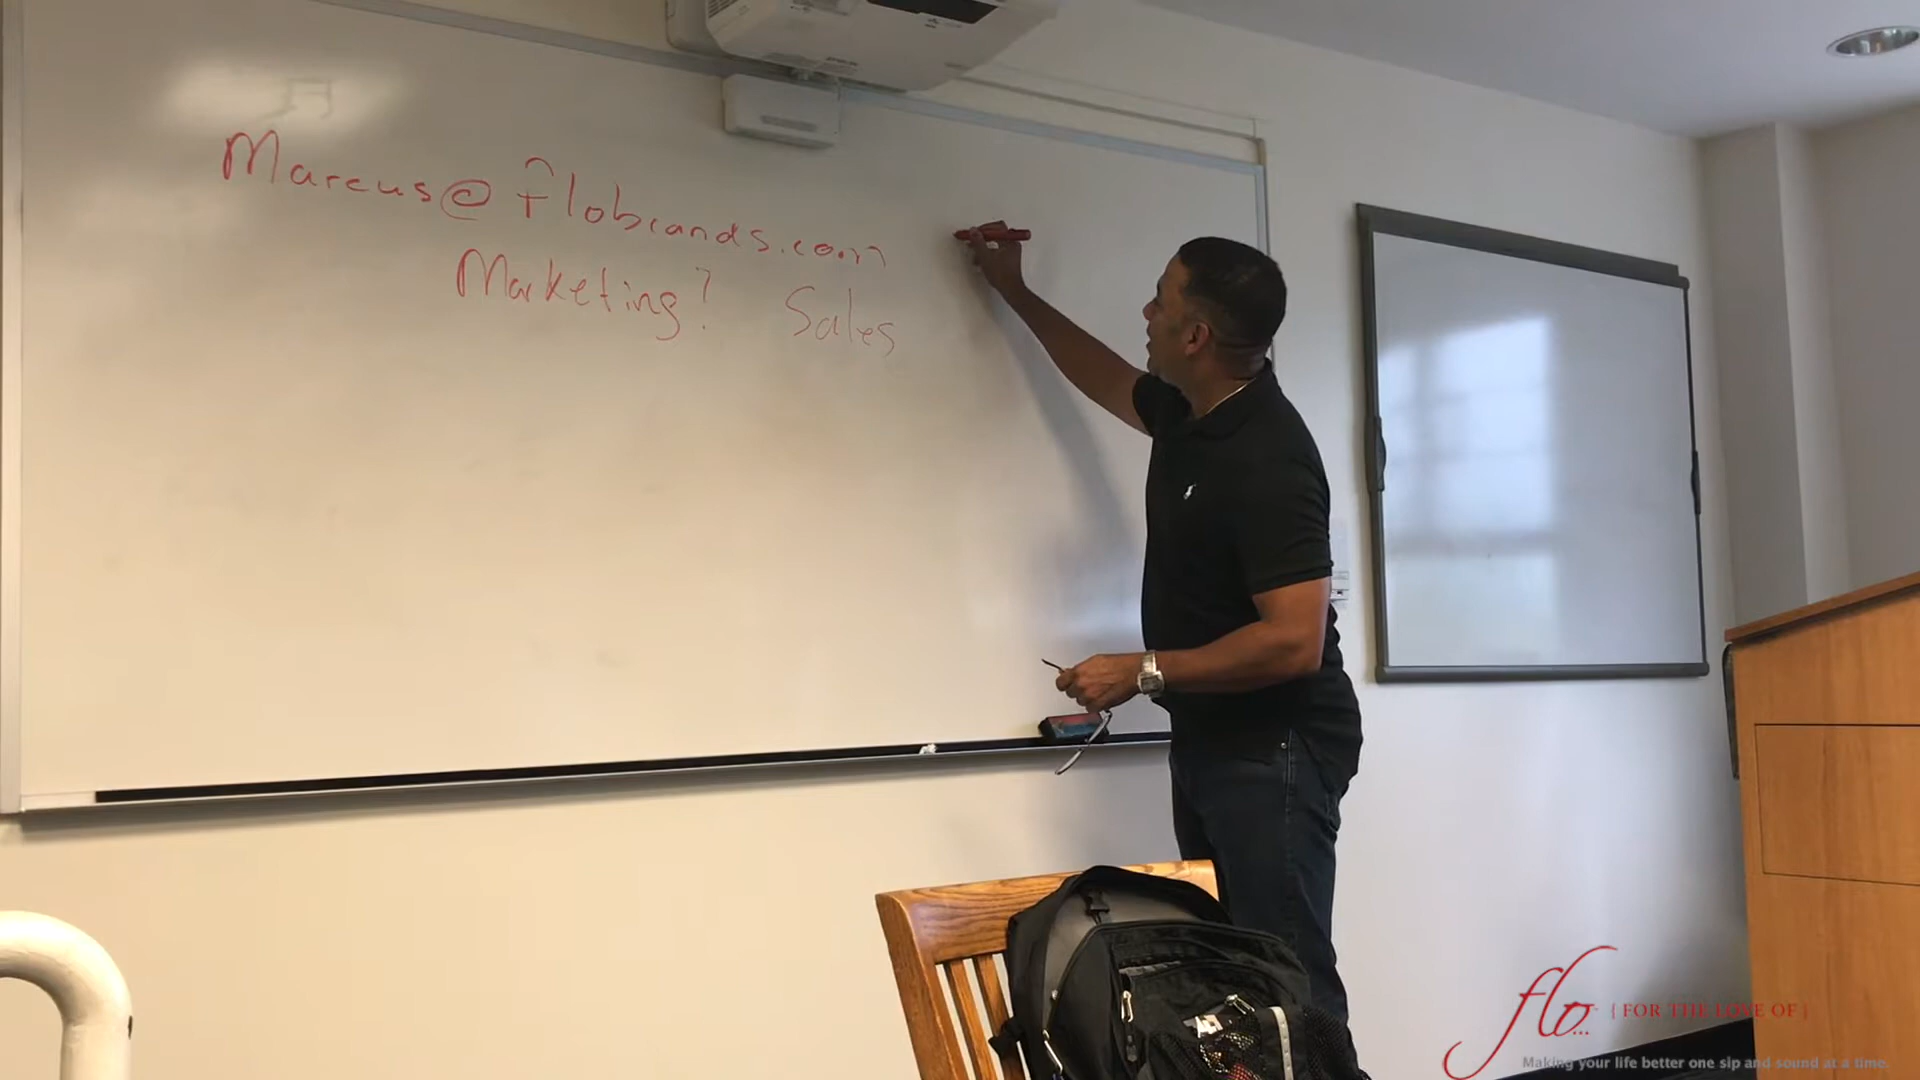 Marcus@flobrands.com
Marketing? Sales
flo... {FOR THE LOVE OF}
Making your life better one sip and sound at a time.